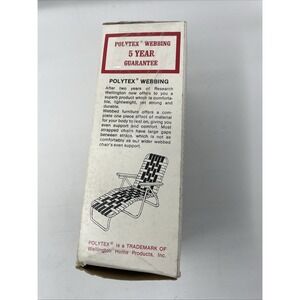 POLYTEX® WEBBING
5 YEAR
GUARANTEE
POLYTEX® WEBBING
After two years of Research
Wellington now offers to you a
superb product which is comforta-
ble, lightweight, yet strong and
durable.
Webbed furniture offers a com-
plete one piece affect of material
for your body to rest on, giving you
even support and comfort. Most
strapped chairs have large gaps
between strips which is not as
comfortably as our wider webbed
chair's even support.
POLYTEX® is a TRADEMARK OF
Wellington Home Products, Inc.